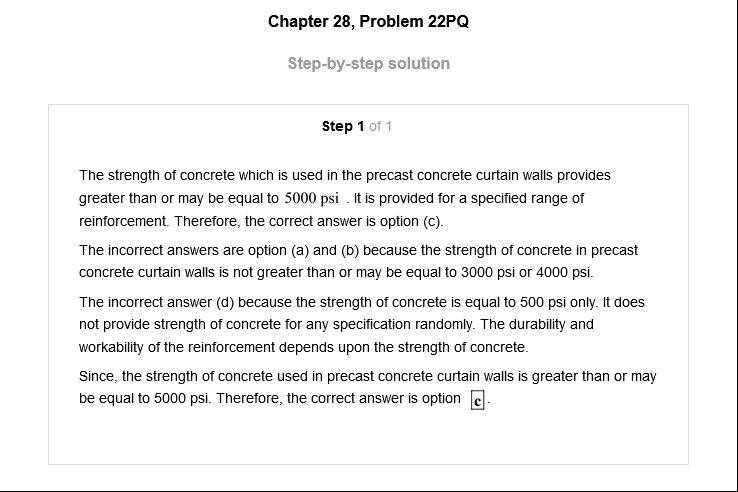 Chapter 28, Problem 22PQ
Step-by-step solution
Step 1 of 1
The strength of concrete which is used in the precast concrete curtain walls provides
greater than or may be equal to 5000 psi . It is provided for a specified range of
reinforcement. Therefore, the correct answer is option (c).
The incorrect answers are option (a) and (b) because the strength of concrete in precast
concrete curtain walls is not greater than or may be equal to 3000 psi or 4000 psi.
The incorrect answer (d) because the strength of concrete is equal to 500 psi only. It does
not provide strength of concrete for any specification randomly. The durability and
workability of the reinforcement depends upon the strength of concrete.
Since, the strength of concrete used in precast concrete curtain walls is greater than or may
be equal to 5000 psi. Therefore, the correct answer is option c .